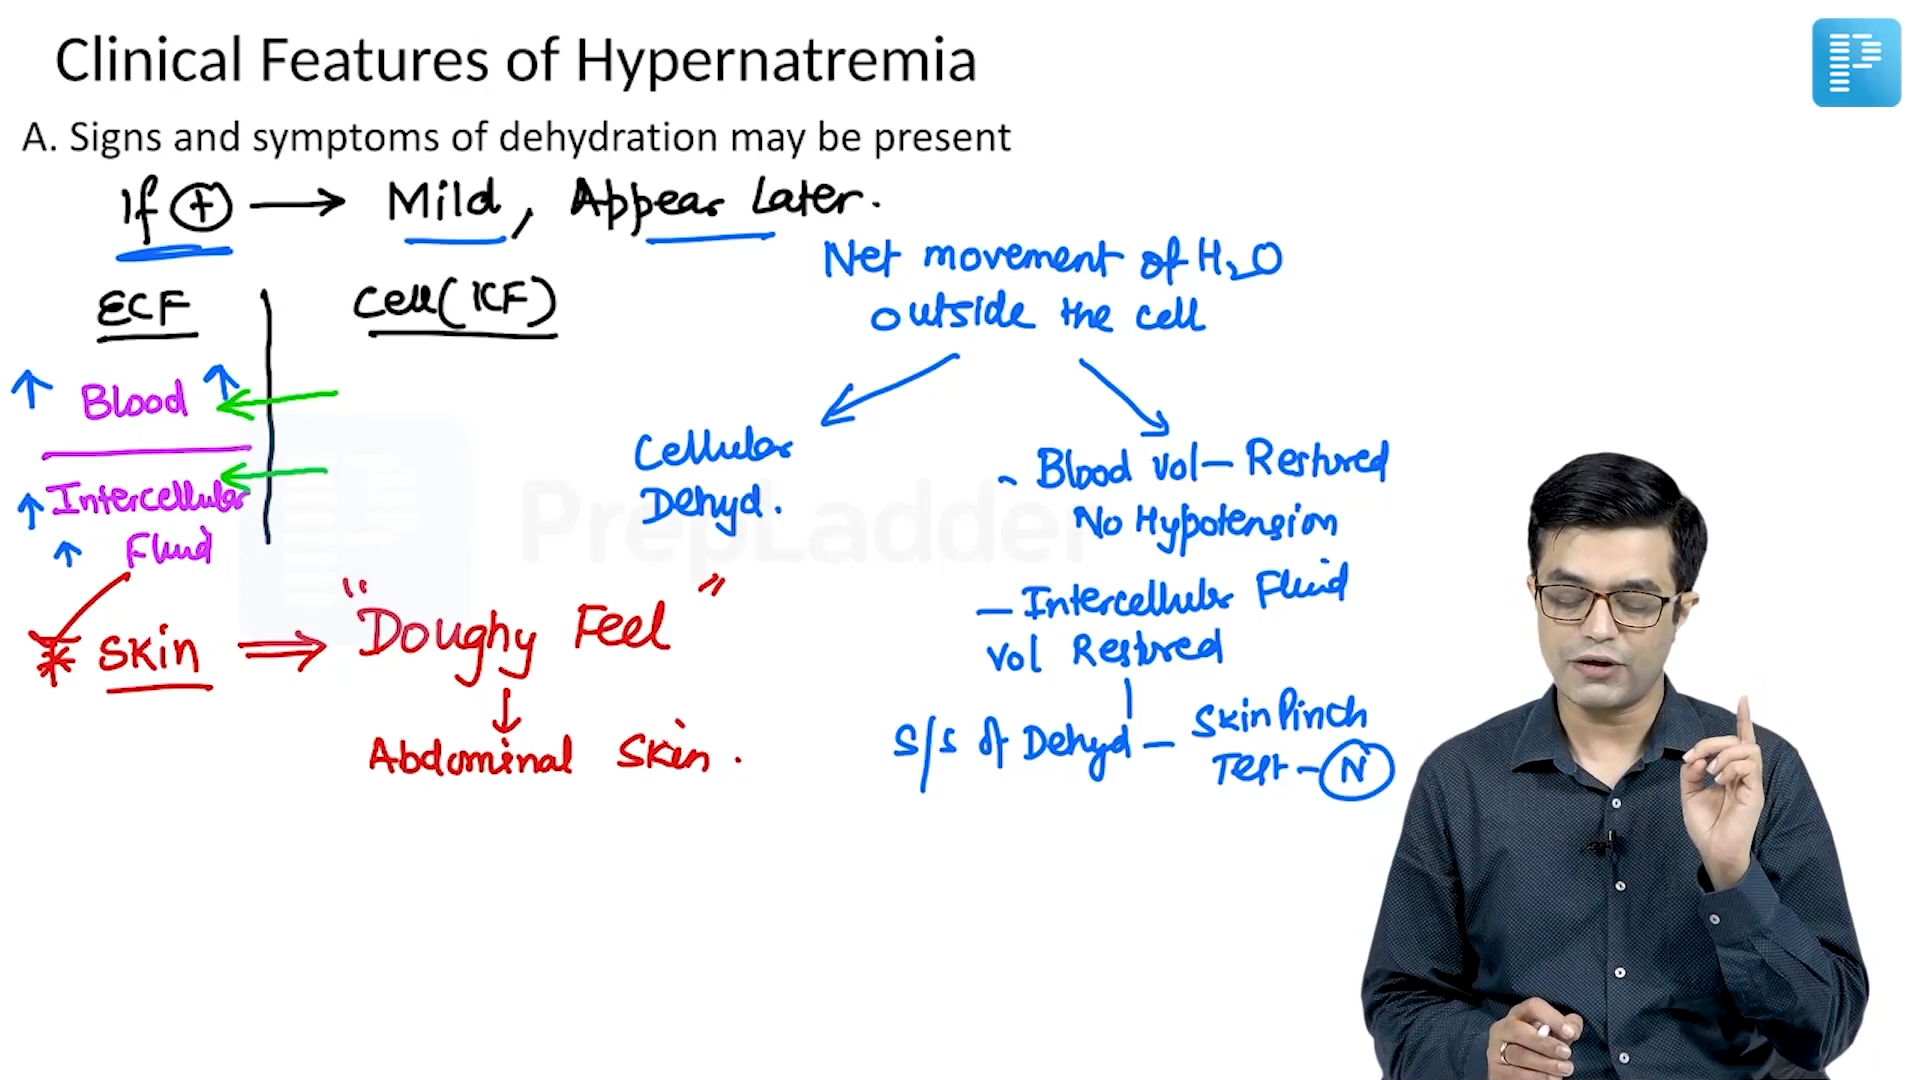 Clinical Features of Hypernatremia
A. Signs and symptoms of dehydration may be present
If (+) → Mild, Appear Later.
ECF
Cell (ICF)
↑ Blood ↑
↑ Intercellular
↑ Fluid
* Skin ⇒ "Doughy Feel"
↓
Abdominal Skin.
Net movement of H₂O
outside the cell
Cellular
Dehyd.
- Blood vol - Restored
No Hypotension
- Intercellular Fluid
vol Restored
S/S of Dehyd - Skin Pinch
Test - (N)
PrepLadder